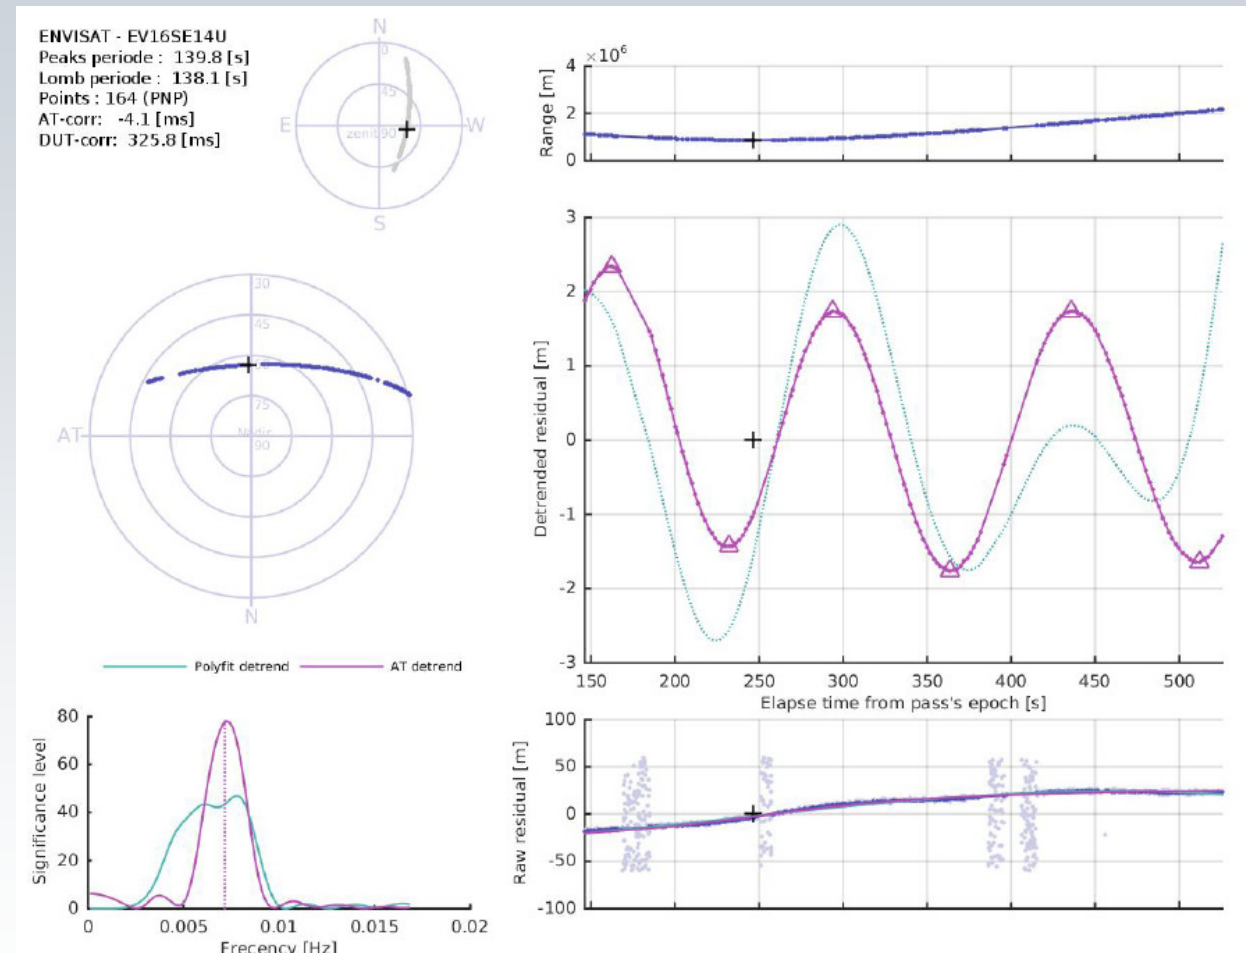 ENVISAT - EV16SE14U
Peaks periode : 139.8 [s]
Lomb periode : 138.1 [s]
Points : 164 (PNP)
AT-corr: -4.1 [ms]
DUT-corr: 325.8 [ms]
N
0
45
E
zenit90
W
S
×10⁶
4
2
0
Range [m]
30
45
60
75
AT
Nadir
90
N
Polyfit detrend
AT detrend
3
2
1
0
-1
-2
-3
Detrended residual [m]
150 200 250 300 350 400 450 500
Elapse time from pass's epoch [s]
80
60
40
20
0
Significance level
0 0.005 0.01 0.015 0.02
Frecency [Hz]
100
50
0
-50
-100
Raw residual [m]